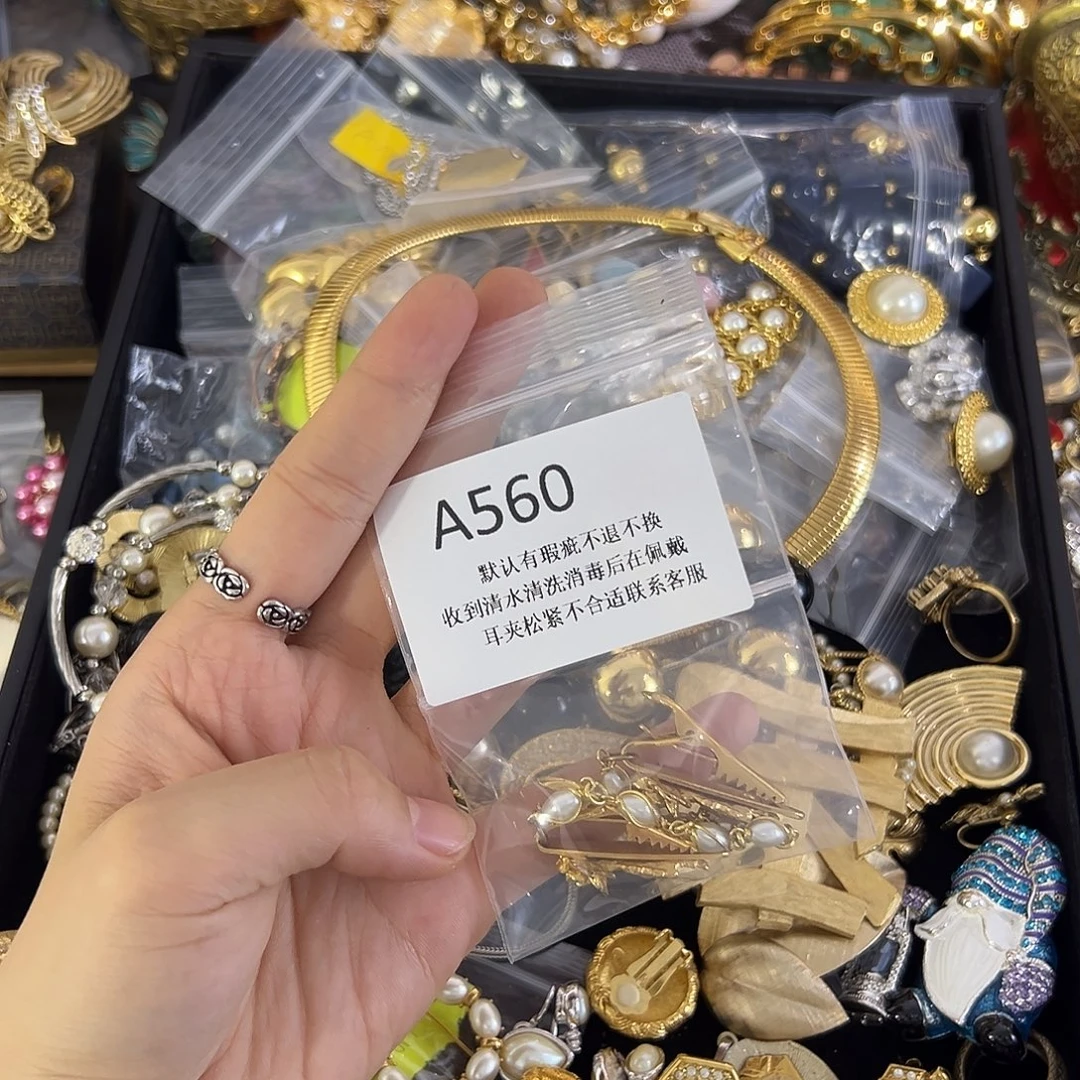 A560
默认有瑕疵不退不换
收到清水清洗消毒后在佩戴
耳夹松紧不合适联系客服